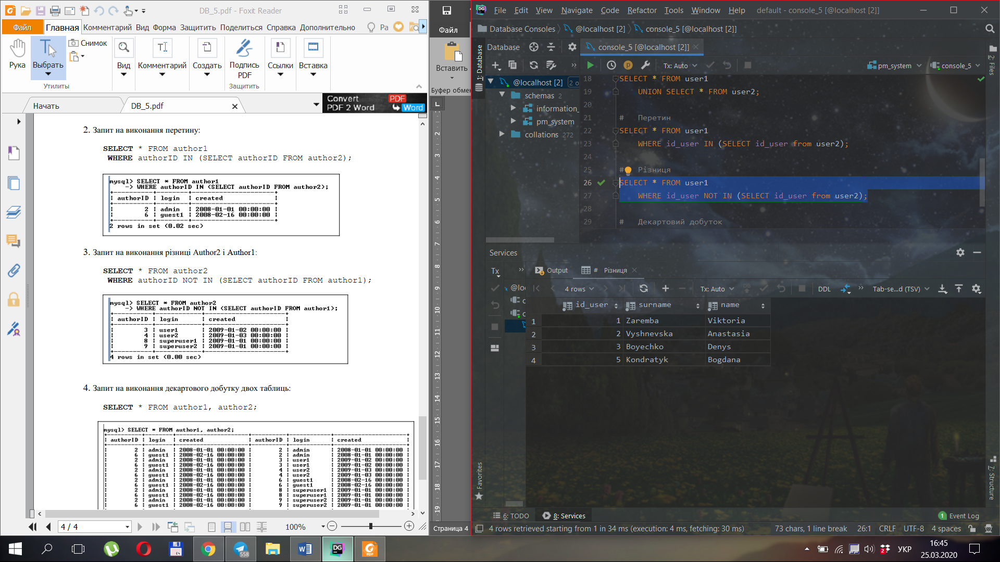 DB_5.pdf - Foxit Reader
Файл
Главная
Комментарий
Вид
Форма
Защитить
Поделиться
Справка
Дополнительно
Ра
Рука
Выбрать
Снимок
Вид
Комментарий
Создать
Подпись PDF
Ссылки
Вставка
Утилиты
Защитить
Начать
DB_5.pdf
Convert PDF
PDF 2 Word Word
2. Запит на виконання перетину:
SELECT * FROM author1
WHERE authorID IN (SELECT authorID FROM author2);
mysql> SELECT * FROM author1
-> WHERE authorID IN (SELECT authorID FROM author2);
| authorID | login | created |
| 2 | admin | 2008-01-01 00:00:00 |
| 6 | guest1 | 2008-02-16 00:00:00 |
2 rows in set (0.02 sec)
3. Запит на виконання різниці Author2 і Author1:
SELECT * FROM author2
WHERE authorID NOT IN (SELECT authorID FROM author1);
mysql> SELECT * FROM author2
-> WHERE authorID NOT IN (SELECT authorID FROM author1);
| authorID | login | created |
| 3 | user1 | 2009-01-02 00:00:00 |
| 4 | user2 | 2009-01-03 00:00:00 |
| 8 | superuser1 | 2009-01-01 00:00:00 |
| 9 | superuser2 | 2009-01-01 00:00:00 |
4 rows in set (0.00 sec)
4. Запит на виконання декартового добутку двох таблиць:
SELECT * FROM author1, author2;
mysql> SELECT * FROM author1, author2;
| authorID | login | created | authorID | login | created |
| 2 | admin | 2008-01-01 00:00:00 | 2 | admin | 2008-01-01 00:00:00 |
| 6 | guest1 | 2008-02-16 00:00:00 | 2 | admin | 2008-01-01 00:00:00 |
| 2 | admin | 2008-01-01 00:00:00 | 3 | user1 | 2009-01-02 00:00:00 |
| 6 | guest1 | 2008-02-16 00:00:00 | 3 | user1 | 2009-01-02 00:00:00 |
| 2 | admin | 2008-01-01 00:00:00 | 4 | user2 | 2009-01-03 00:00:00 |
| 6 | guest1 | 2008-02-16 00:00:00 | 4 | user2 | 2009-01-03 00:00:00 |
| 2 | admin | 2008-01-01 00:00:00 | 6 | guest1 | 2008-02-16 00:00:00 |
| 6 | guest1 | 2008-02-16 00:00:00 | 6 | guest1 | 2008-02-16 00:00:00 |
| 2 | admin | 2008-01-01 00:00:00 | 8 | superuser1 | 2009-01-01 00:00:00 |
| 6 | guest1 | 2008-02-16 00:00:00 | 8 | superuser1 | 2009-01-01 00:00:00 |
| 2 | admin | 2008-01-01 00:00:00 | 9 | superuser2 | 2009-01-01 00:00:00 |
| 6 | guest1 | 2008-02-16 00:00:00 | 9 | superuser2 | 2009-01-01 00:00:00 |
4 / 4
100%
Файл
Вставить
Буфер обмен
2
3
4
5
6
7
8
9
10
11
12
13
14
15
16
17
18
19
Страница 4
File Edit View Navigate Code Refactor Tools Window Help default - console_5 [@localhost [2]]
Database Consoles @localhost [2] console_5 [@localhost [2]]
1: Database
Database
console_5 [@localhost [2]]
Tx: Auto
pm_system
console_5
@localhost [2] 2 o
schemas 2
information_
pm_system
collations 272
18 SELECT * FROM user1
19 UNION SELECT * FROM user2;
20
21 # Перетин
22 SELECT * FROM user1
23 WHERE id_user IN (SELECT id_user from user2);
24
25 # Різниця
26 SELECT * FROM user1
27 WHERE id_user NOT IN (SELECT id_user from user2);
28
29 # Декартовий добуток
2: Files
Services
Tx
Output
# Різниця
@loc
c
c
4 rows
Tx: Auto
DB
DDL
Tab-se...d (TSV)
id_user surname name
1 1 Zaremba Viktoria
2 2 Vyshnevska Anastasia
3 3 Boyechko Denys
4 5 Kondratyk Bogdana
Favorites
7: Structure
6: TODO
8: Services
1 Event Log
4 rows retrieved starting from 1 in 34 ms (execution: 4 ms, fetching: 30 ms)
73 chars, 1 line break 26:1 CRLF UTF-8 4 spaces
64
558
DG
PDF
2
УКР
16:45
25.03.2020